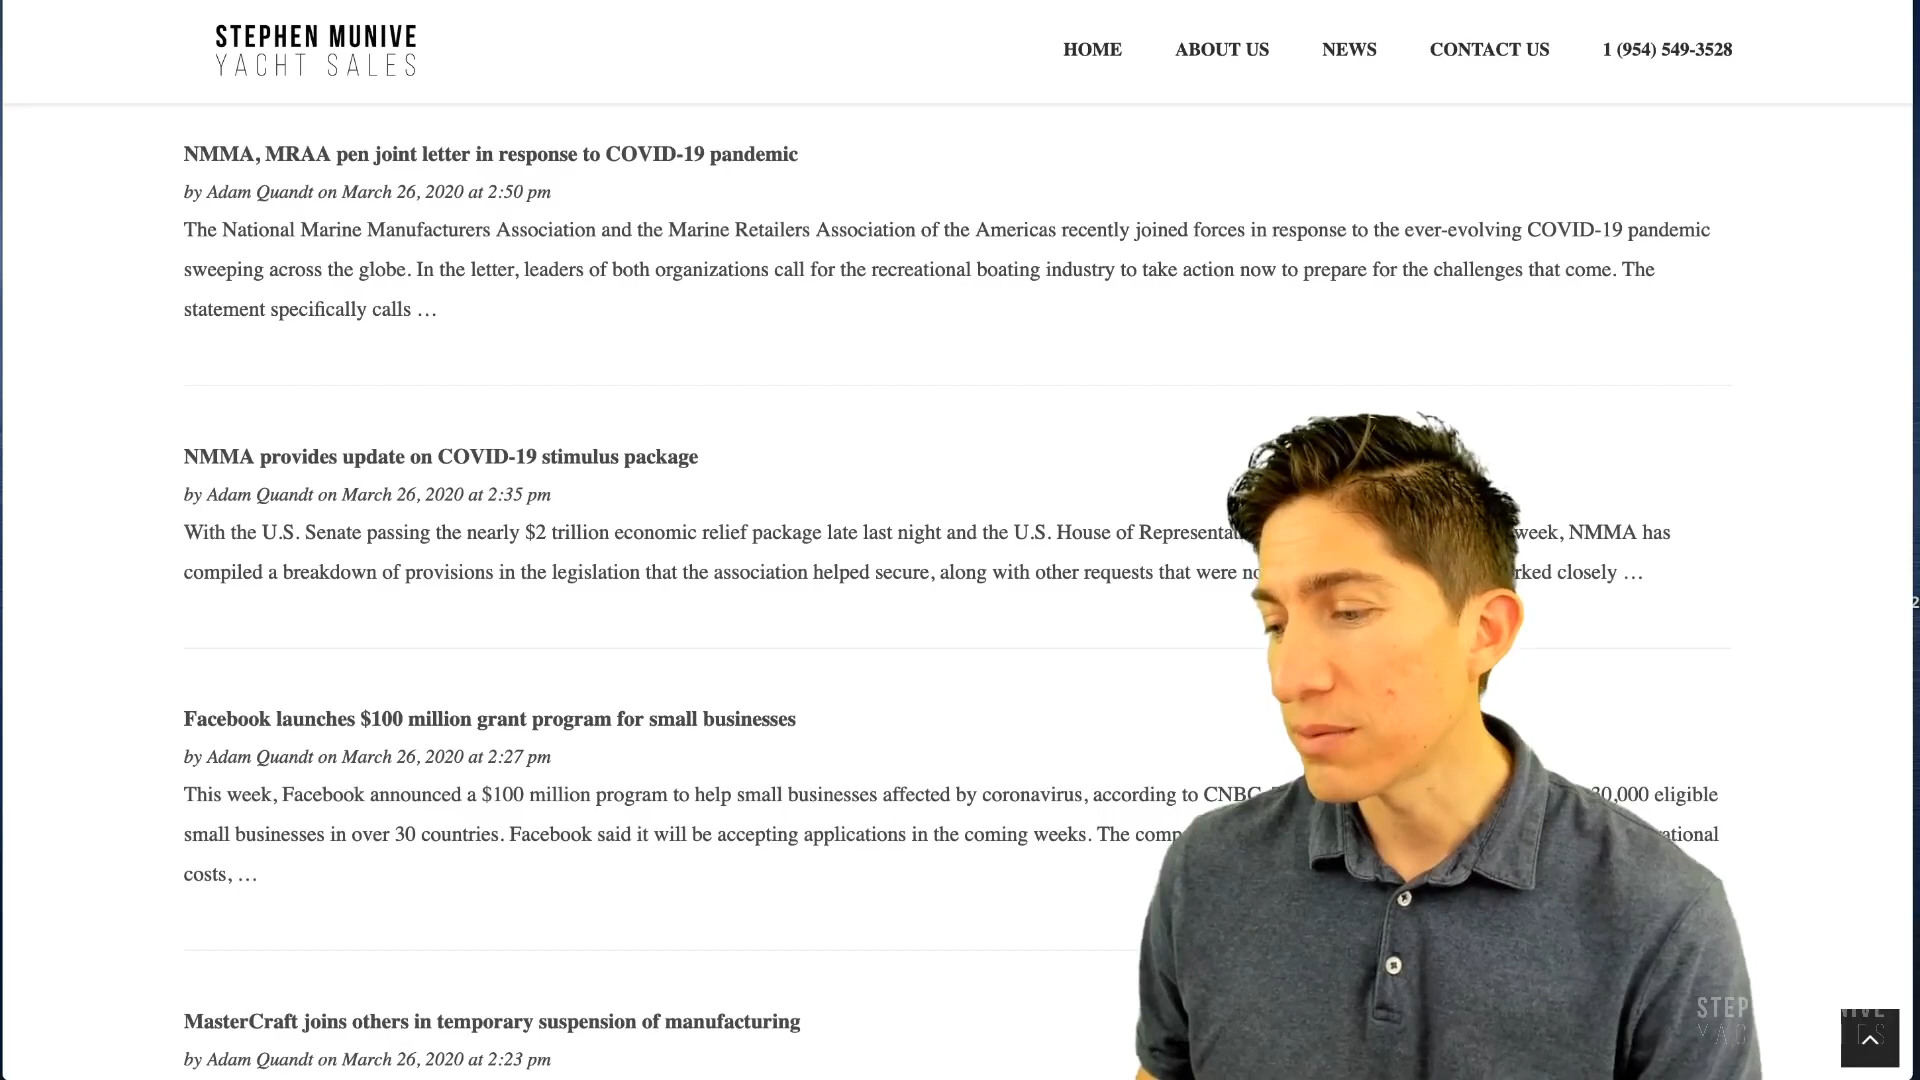 STEPHEN MUNIVE
YACHT SALES
HOME ABOUT US NEWS CONTACT US 1 (954) 549-3528
NMMA, MRAA pen joint letter in response to COVID-19 pandemic
by Adam Quandt on March 26, 2020 at 2:50 pm
The National Marine Manufacturers Association and the Marine Retailers Association of the Americas recently joined forces in response to the ever-evolving COVID-19 pandemic
sweeping across the globe. In the letter, leaders of both organizations call for the recreational boating industry to take action now to prepare for the challenges that come. The
statement specifically calls …
NMMA provides update on COVID-19 stimulus package
by Adam Quandt on March 26, 2020 at 2:35 pm
With the U.S. Senate passing the nearly $2 trillion economic relief package late last night and the U.S. House of week, NMMA has
compiled a breakdown of provisions in the legislation that the association helped secure, along with other requests that were closely …
Facebook launches $100 million grant program for small businesses
by Adam Quandt on March 26, 2020 at 2:27 pm
This week, Facebook announced a $100 million program to help small businesses affected by coronavirus, according to CNBC eligible
small businesses in over 30 countries. Facebook said it will be accepting applications in the coming weeks. The
costs, …
MasterCraft joins others in temporary suspension of manufacturing
by Adam Quandt on March 26, 2020 at 2:23 pm